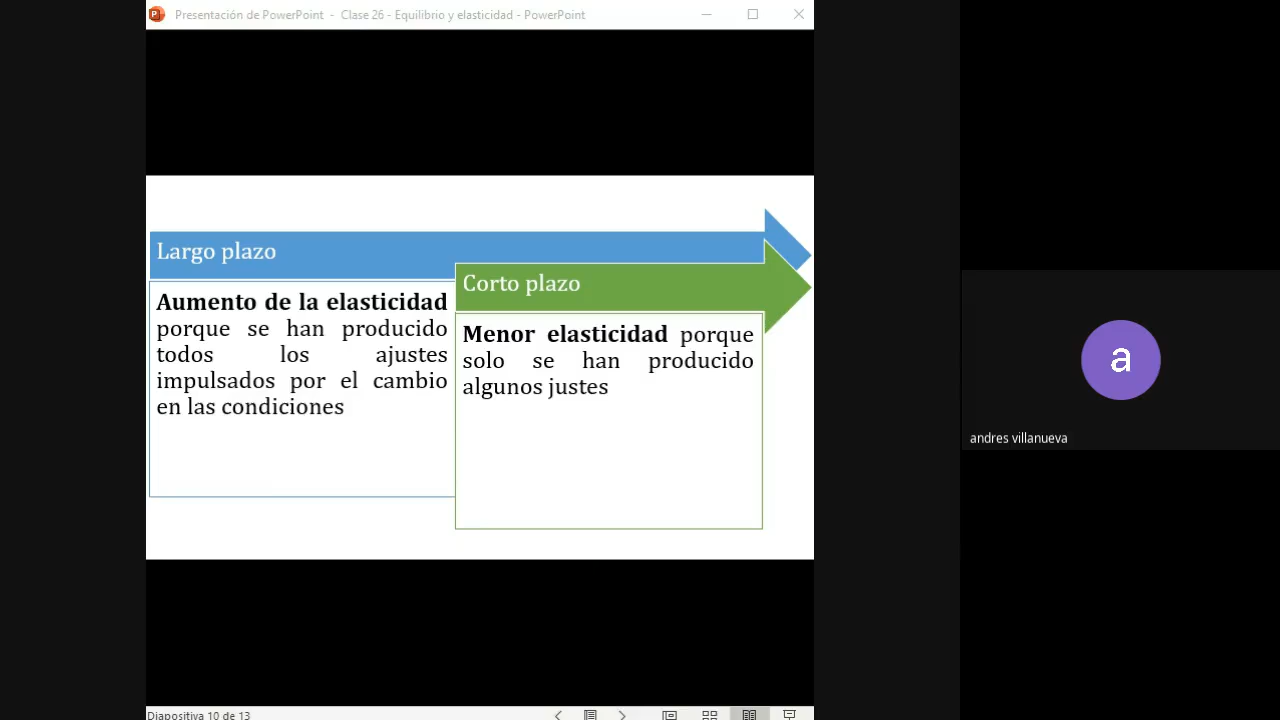 Presentación de PowerPoint - Clase 26 - Equilibrio y elasticidad - PowerPoint
Largo plazo
Aumento de la elasticidad
porque se han producido
todos los ajustes
impulsados por el cambio
en las condiciones
Corto plazo
Menor elasticidad porque
solo se han producido
algunos justes
a
andres villanueva
Diapositiva 10 de 13